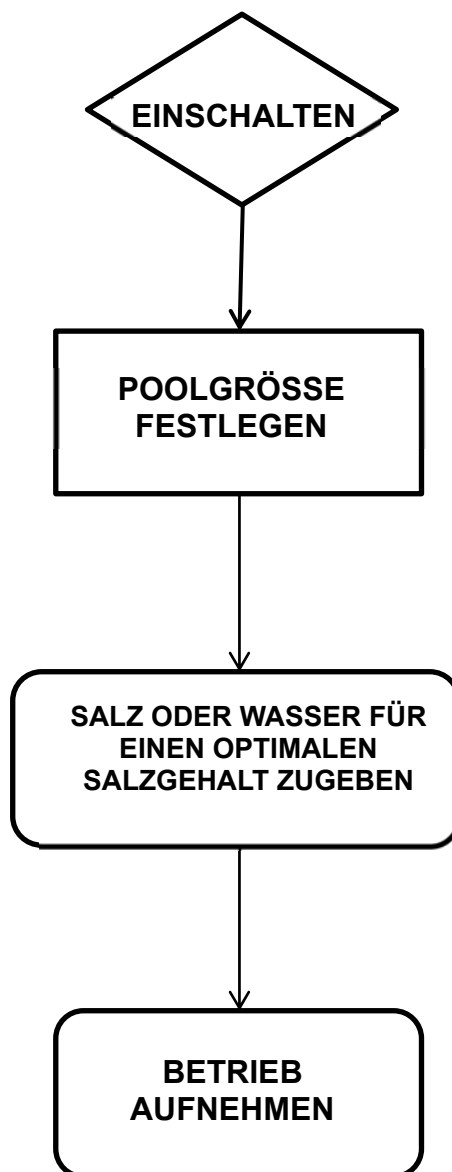 EINSCHALTEN
POOLGRÖSSE
FESTLEGEN
SALZ ODER WASSER FÜR
EINEN OPTIMALEN
SALZGEHALT ZUGEBEN
BETRIEB
AUFNEHMEN